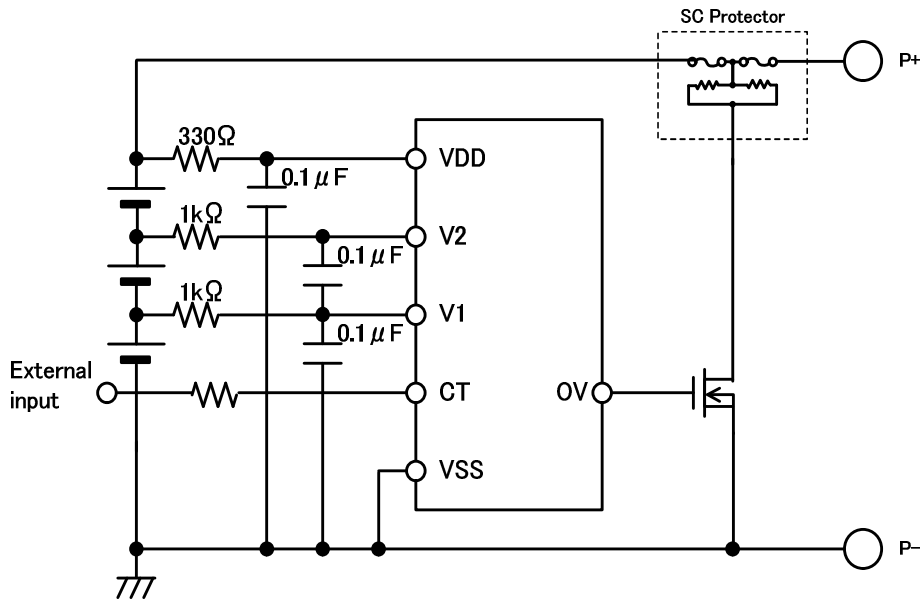 SC Protector
P+
330Ω
VDD
0.1μF
1kΩ
V2
0.1μF
1kΩ
V1
0.1μF
External
input
CT
OV
VSS
P−